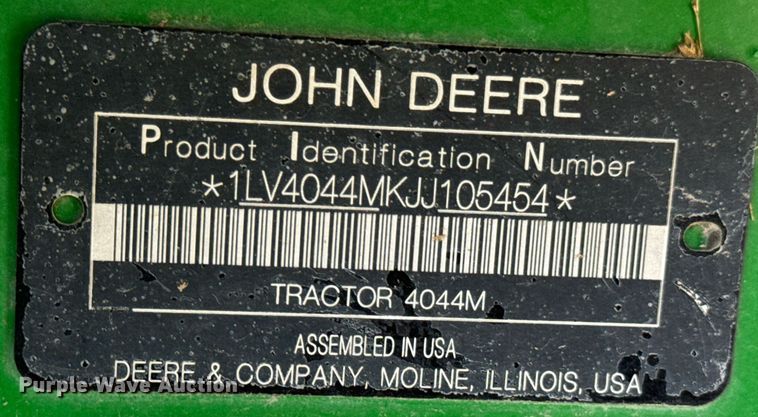 JOHN DEERE
Product Identification Number
*1LV4044MKJJ105454*
TRACTOR 4044M
ASSEMBLED IN USA
DEERE & COMPANY, MOLINE, ILLINOIS, USA
Purple Wave Auction